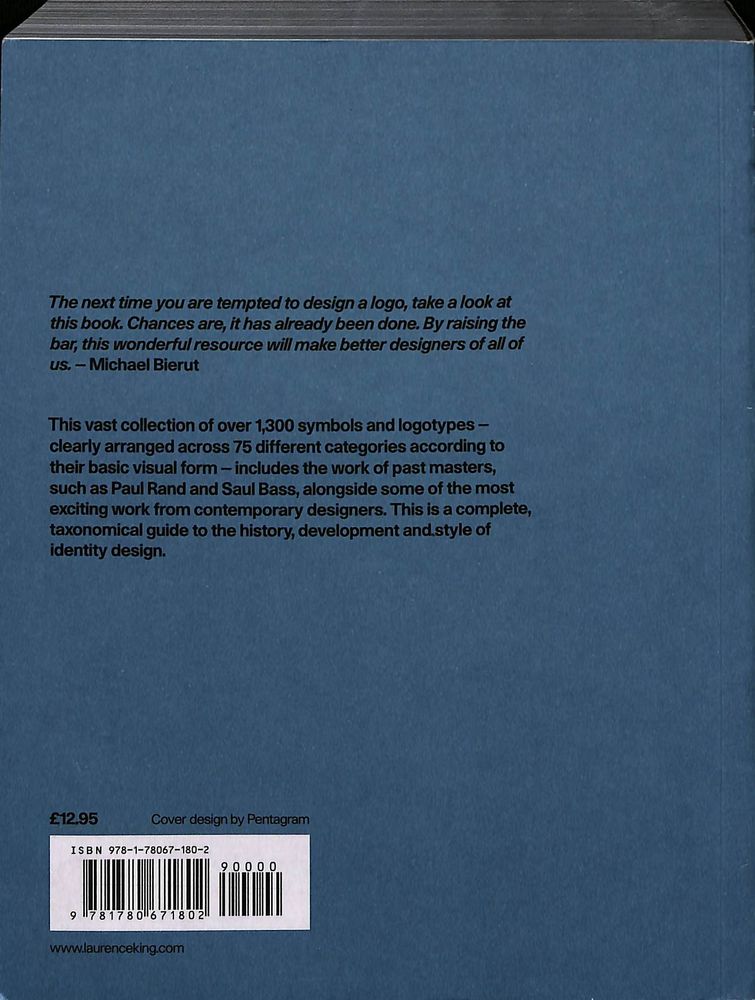 The next time you are tempted to design a logo, take a look at
this book. Chances are, it has already been done. By raising the
bar, this wonderful resource will make better designers of all of
us. – Michael Bierut
This vast collection of over 1,300 symbols and logotypes –
clearly arranged across 75 different categories according to
their basic visual form – includes the work of past masters,
such as Paul Rand and Saul Bass, alongside some of the most
exciting work from contemporary designers. This is a complete,
taxonomical guide to the history, development and style of
identity design.
£12.95 Cover design by Pentagram
ISBN 978-1-78067-180-2
90000
9 781780 671802
www.laurenceking.com